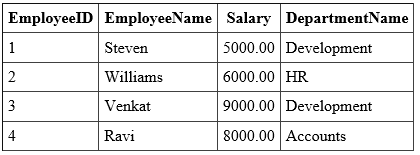 EmployeeID EmployeeName Salary DepartmentName
1 Steven 5000.00 Development
2 Williams 6000.00 HR
3 Venkat 9000.00 Development
4 Ravi 8000.00 Accounts